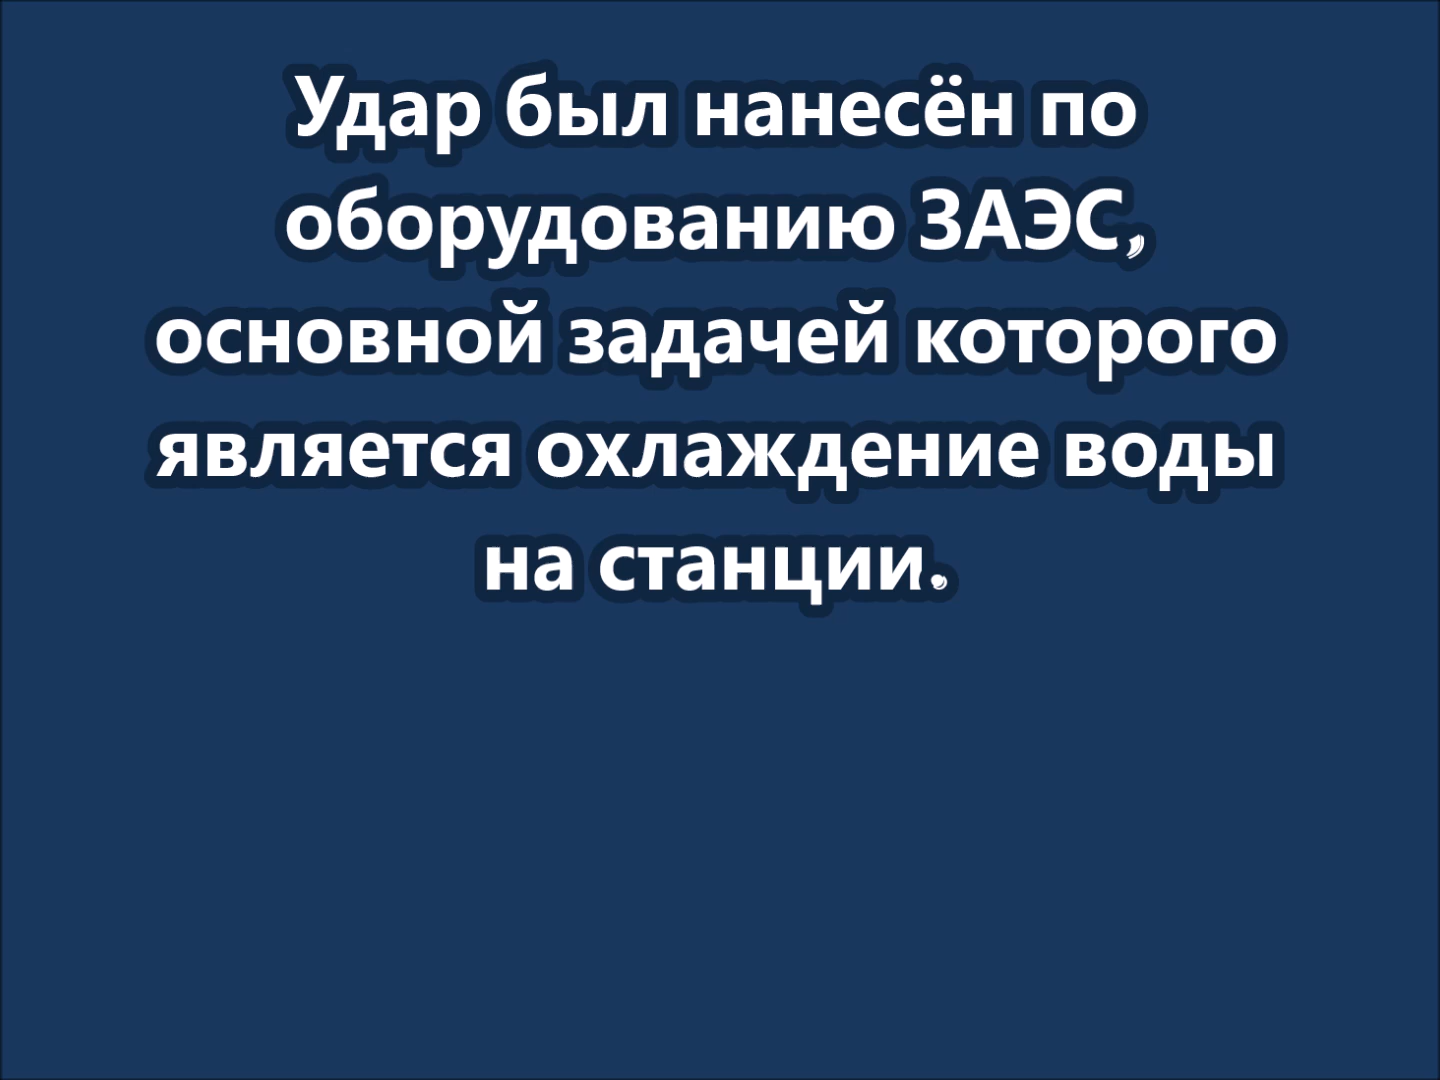 Удар был нанесён по
оборудованию ЗАЭС,
основной задачей которого
является охлаждение воды
на станции.